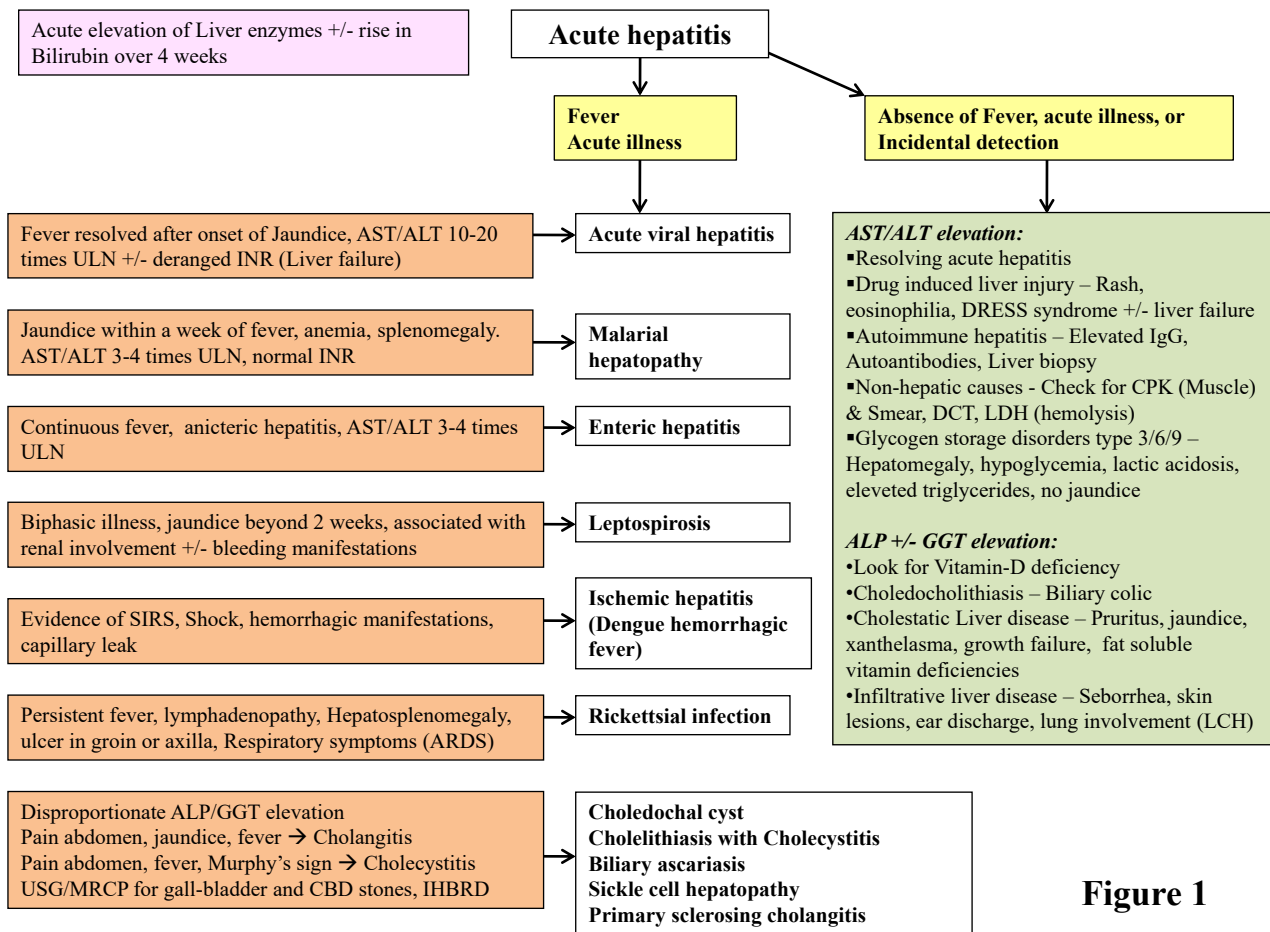 Acute elevation of Liver enzymes +/- rise in
Bilirubin over 4 weeks
Acute hepatitis
Fever
Acute illness
Absence of Fever, acute illness, or
Incidental detection
Fever resolved after onset of Jaundice, AST/ALT 10-20
times ULN +/- deranged INR (Liver failure)
Acute viral hepatitis
Jaundice within a week of fever, anemia, splenomegaly.
AST/ALT 3-4 times ULN, normal INR
Malarial
hepatopathy
Continuous fever,  anicteric hepatitis, AST/ALT 3-4 times
ULN
Enteric hepatitis
Biphasic illness, jaundice beyond 2 weeks, associated with
renal involvement +/- bleeding manifestations
Leptospirosis
Evidence of SIRS, Shock, hemorrhagic manifestations,
capillary leak
Ischemic hepatitis
(Dengue hemorrhagic
fever)
Persistent fever, lymphadenopathy, Hepatosplenomegaly,
ulcer in groin or axilla, Respiratory symptoms (ARDS)
Rickettsial infection
Disproportionate ALP/GGT elevation
Pain abdomen, jaundice, fever → Cholangitis
Pain abdomen, fever, Murphy's sign → Cholecystitis
USG/MRCP for gall-bladder and CBD stones, IHBRD
Choledochal cyst
Cholelithiasis with Cholecystitis
Biliary ascariasis
Sickle cell hepatopathy
Primary sclerosing cholangitis
AST/ALT elevation:
▪Resolving acute hepatitis
▪Drug induced liver injury – Rash,
eosinophilia, DRESS syndrome +/- liver failure
▪Autoimmune hepatitis – Elevated IgG,
Autoantibodies, Liver biopsy
▪Non-hepatic causes - Check for CPK (Muscle)
& Smear, DCT, LDH (hemolysis)
▪Glycogen storage disorders type 3/6/9 –
Hepatomegaly, hypoglycemia, lactic acidosis,
eleveted triglycerides, no jaundice
ALP +/- GGT elevation:
•Look for Vitamin-D deficiency
•Choledocholithiasis – Biliary colic
•Cholestatic Liver disease – Pruritus, jaundice,
xanthelasma, growth failure,  fat soluble
vitamin deficiencies
•Infiltrative liver disease – Seborrhea, skin
lesions, ear discharge, lung involvement (LCH)
Figure 1